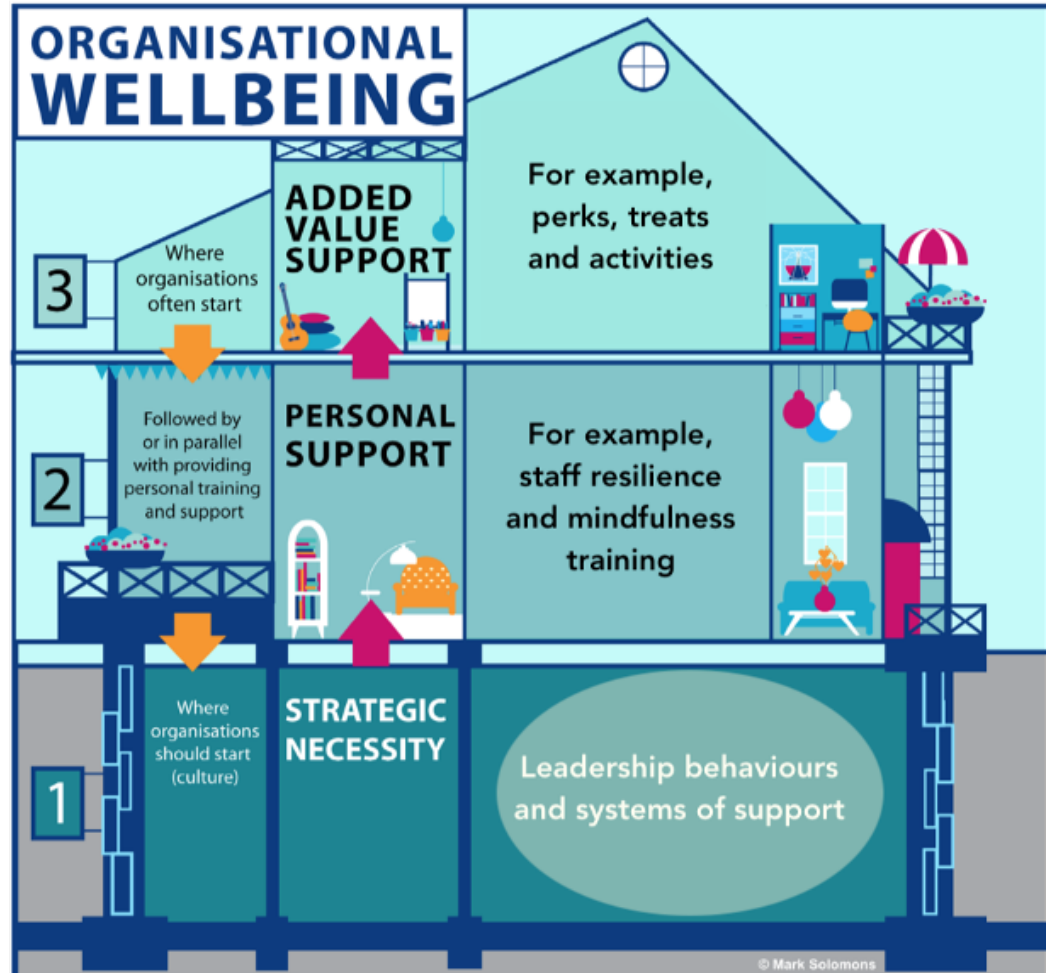 ORGANISATIONAL
WELLBEING
3
Where
organisations
often start
ADDED
VALUE
SUPPORT
For example,
perks, treats
and activities
2
Followed by
or in parallel
with providing
personal training
and support
PERSONAL
SUPPORT
For example,
staff resilience
and mindfulness
training
1
Where
organisations
should start
(culture)
STRATEGIC
NECESSITY
Leadership behaviours
and systems of support
© Mark Solomons